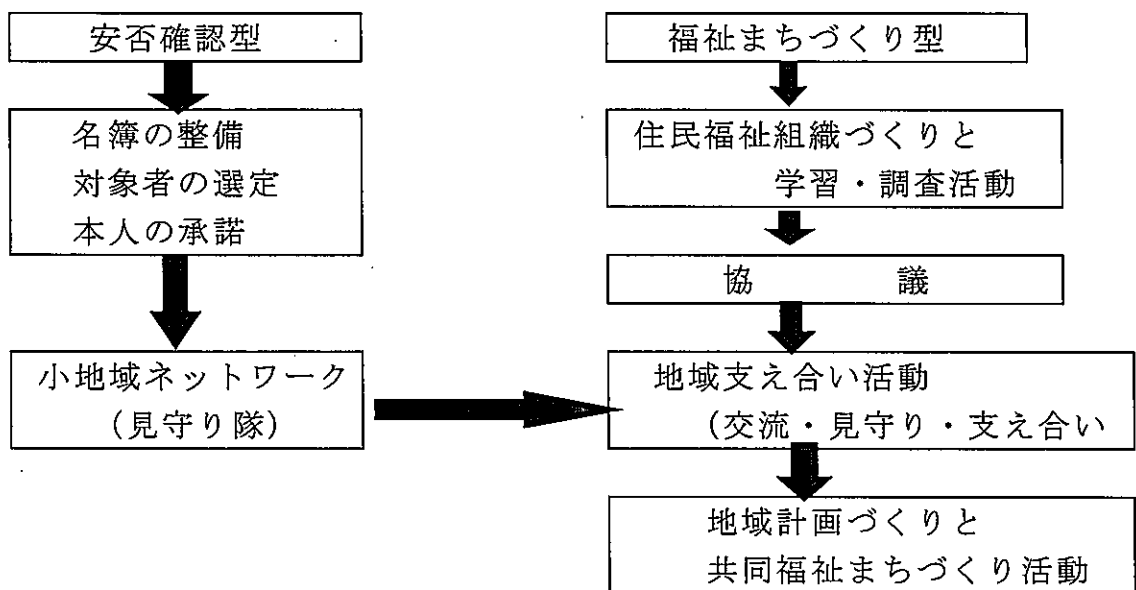 安否確認型
名簿の整備
対象者の選定
本人の承諾
小地域ネットワーク
(見守り隊)
福祉まちづくり型
住民福祉組織づくりと
学習・調査活動
協　　　議
地域支え合い活動
(交流・見守り・支え合い
地域計画づくりと
共同福祉まちづくり活動